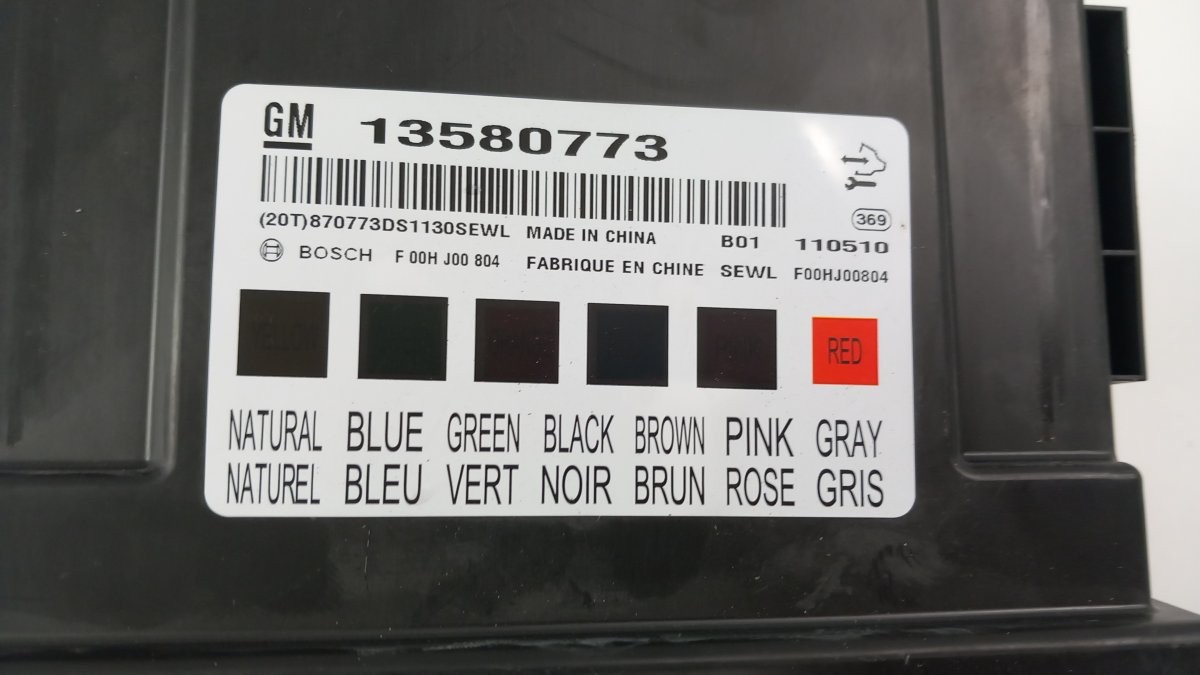 GM 13580773
369
(20T)870773DS1130SEWL MADE IN CHINA B01 110510
BOSCH F 00H J00 804 FABRIQUE EN CHINE SEWL F00HJ00804
RED
NATURAL BLUE GREEN BLACK BROWN PINK GRAY
NATUREL BLEU VERT NOIR BRUN ROSE GRIS